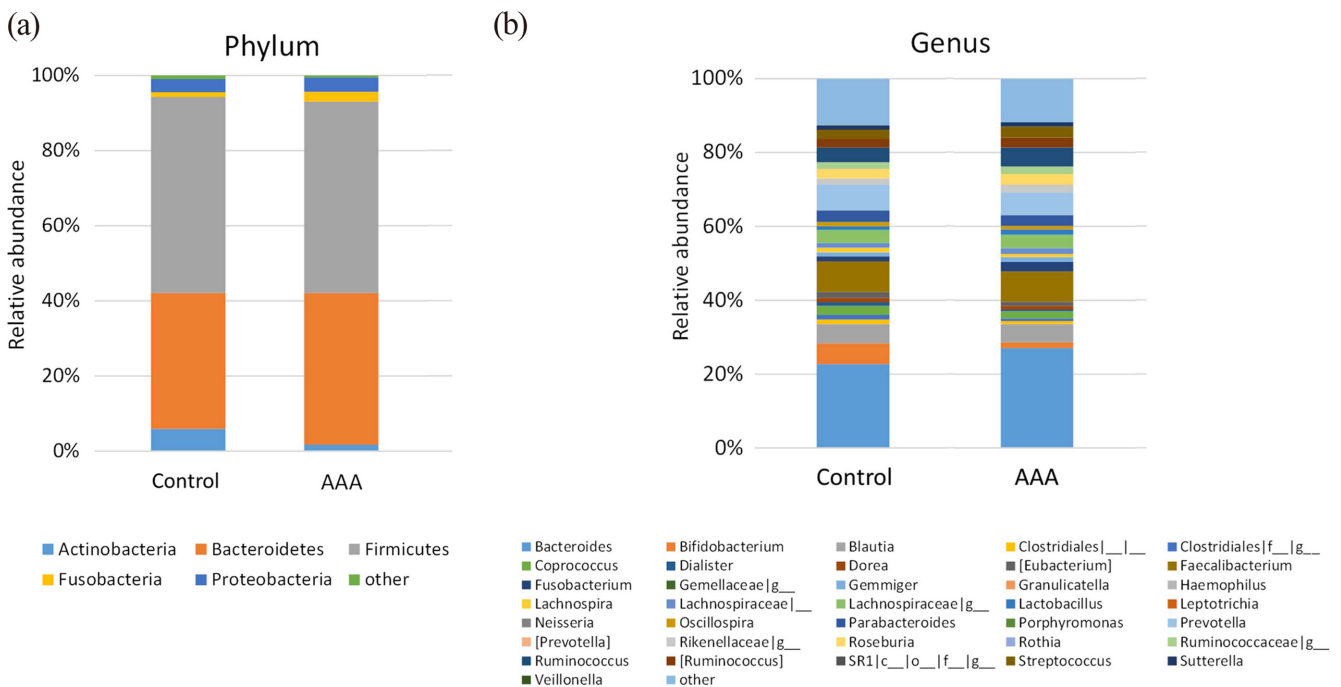 (a)
Phylum
100%
80%
60%
40%
20%
0%
Relative abundance
Control AAA
Actinobacteria Bacteroidetes Firmicutes
Fusobacteria Proteobacteria other
(b)
Genus
100%
80%
60%
40%
20%
0%
Relative abundance
Control AAA
Bacteroides Bifidobacterium Blautia Clostridiales|__|__ Clostridiales|f__|g__
Coprococcus Dialister Dorea [Eubacterium] Faecalibacterium
Fusobacterium Gemellaceae|g__ Gemmiger Granulicatella Haemophilus
Lachnospira Lachnospiraceae|__ Lachnospiraceae|g__ Lactobacillus Leptotrichia
Neisseria Oscillospira Parabacteroides Porphyromonas Prevotella
[Prevotella] Rikenellaceae|g__ Roseburia Rothia Ruminococcaceae|g__
Ruminococcus [Ruminococcus] SR1|c__|o__|f__|g__ Streptococcus Sutterella
Veillonella other